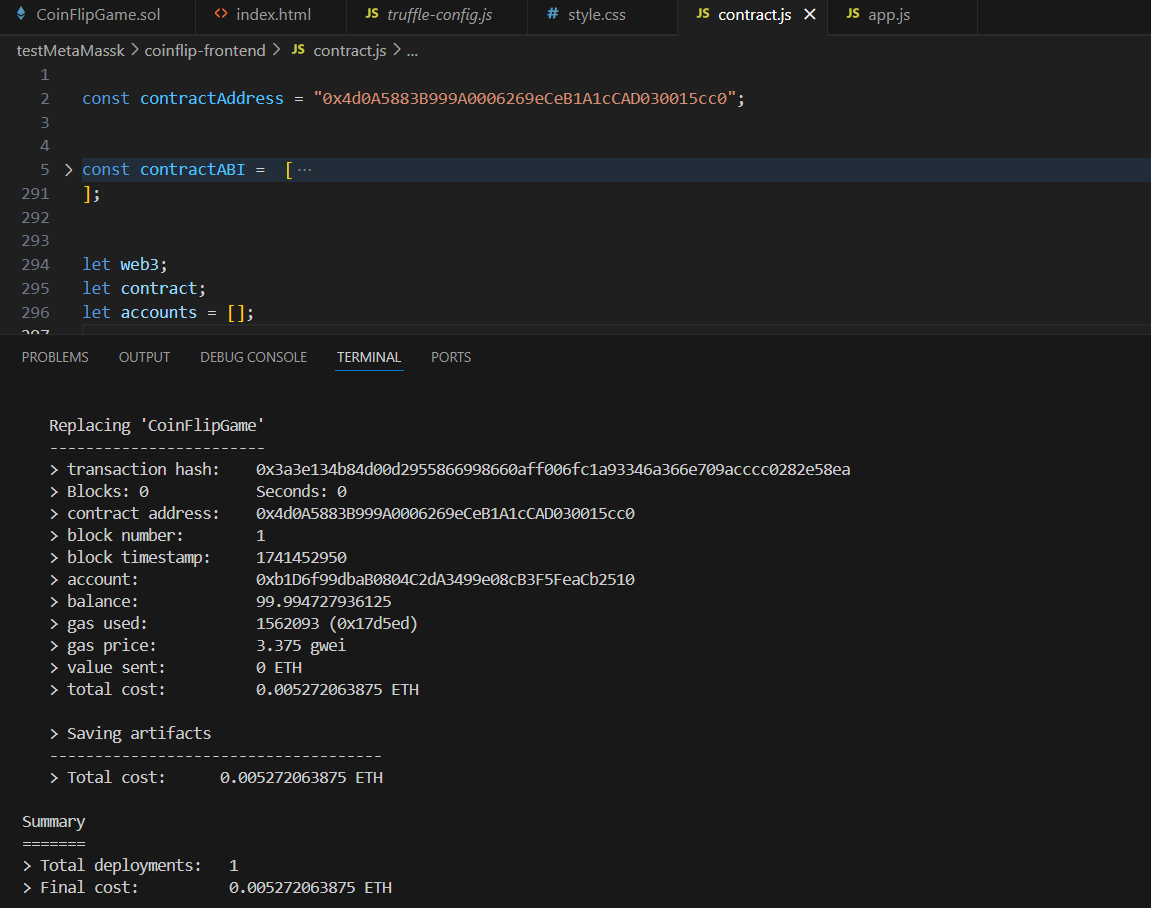 CoinFlipGame.sol <> index.html JS truffle-config.js # style.css JS contract.js × JS app.js
testMetaMassk > coinflip-frontend > JS contract.js > ...
1
2 const contractAddress = "0x4d0A5883B999A0006269eCeB1A1cCAD030015cc0";
3
4
5 > const contractABI = [ ···
291 ];
292
293
294 let web3;
295 let contract;
296 let accounts = [];
297
PROBLEMS OUTPUT DEBUG CONSOLE TERMINAL PORTS
Replacing 'CoinFlipGame'
------------------------
> transaction hash: 0x3a3e134b84d00d2955866998660aff006fc1a93346a366e709acccc0282e58ea
> Blocks: 0 Seconds: 0
> contract address: 0x4d0A5883B999A0006269eCeB1A1cCAD030015cc0
> block number: 1
> block timestamp: 1741452950
> account: 0xb1D6f99dbaB0804C2dA3499e08cB3F5FeaCb2510
> balance: 99.994727936125
> gas used: 1562093 (0x17d5ed)
> gas price: 3.375 gwei
> value sent: 0 ETH
> total cost: 0.005272063875 ETH
> Saving artifacts
-------------------------------------
> Total cost: 0.005272063875 ETH
Summary
=======
> Total deployments: 1
> Final cost: 0.005272063875 ETH